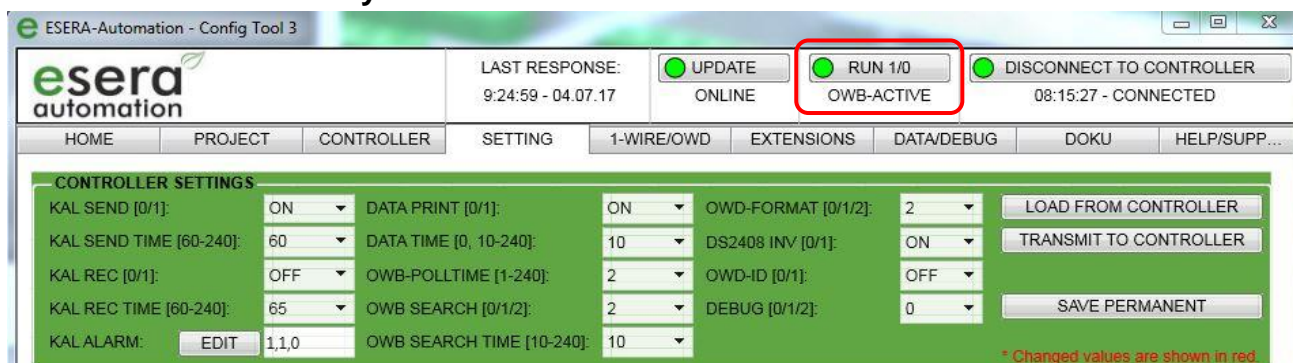 ESERA-Automation - Config Tool 3
esera
automation
LAST RESPONSE:
9:24:59 - 04.07.17
UPDATE
ONLINE
RUN 1/0
OWB-ACTIVE
DISCONNECT TO CONTROLLER
08:15:27 - CONNECTED
HOME PROJECT CONTROLLER SETTING 1-WIRE/OWD EXTENSIONS DATA/DEBUG DOKU HELP/SUPP...
CONTROLLER SETTINGS
KAL SEND [0/1]: ON DATA PRINT [0/1]: ON OWD-FORMAT [0/1/2]: 2 LOAD FROM CONTROLLER
KAL SEND TIME [60-240]: 60 DATA TIME [0, 10-240]: 10 DS2408 INV [0/1]: ON TRANSMIT TO CONTROLLER
KAL REC [0/1]: OFF OWB-POLLTIME [1-240]: 2 OWD-ID [0/1]: OFF
KAL REC TIME [60-240]: 65 OWB SEARCH [0/1/2]: 2 DEBUG [0/1/2]: 0 SAVE PERMANENT
KAL ALARM: EDIT 1,1,0 OWB SEARCH TIME [10-240]: 10
* Changed values are shown in red.